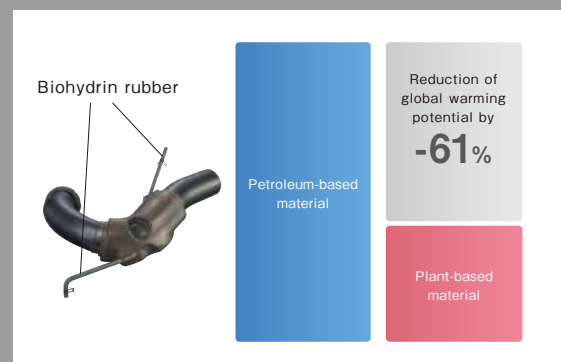 Biohydrin rubber
Petroleum-based
material
Reduction of
global warming
potential by
-61%
Plant-based
material